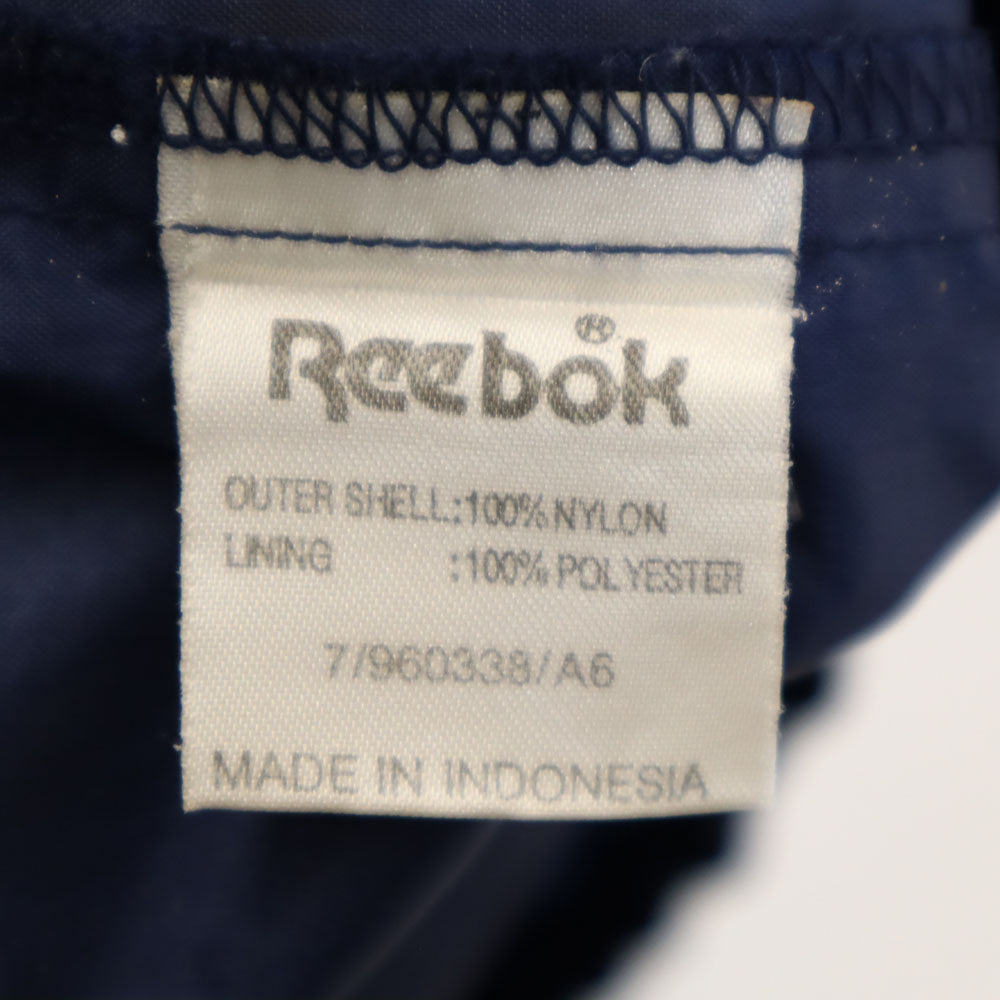 Reebok®
OUTER SHELL:100% NYLON
LINING :100% POLYESTER
7/960338/A6
MADE IN INDONESIA